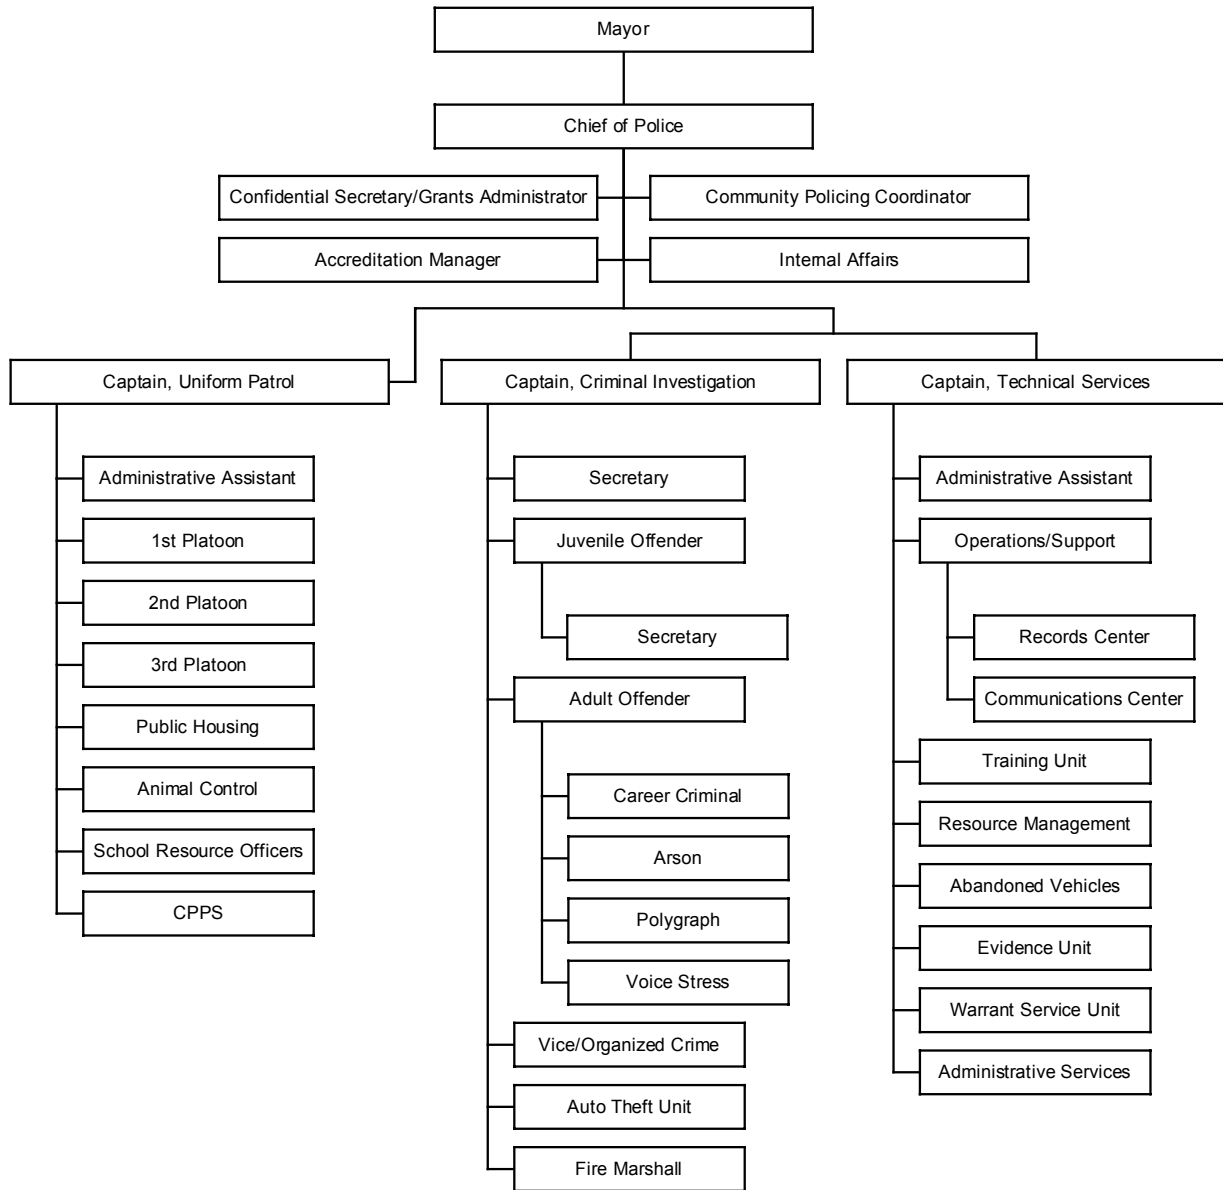 Mayor
Chief of Police
Confidential Secretary/Grants Administrator
Community Policing Coordinator
Accreditation Manager
Internal Affairs
Captain, Uniform Patrol
Captain, Criminal Investigation
Captain, Technical Services
Administrative Assistant
1st Platoon
2nd Platoon
3rd Platoon
Public Housing
Animal Control
School Resource Officers
CPPS
Secretary
Juvenile Offender
Secretary
Adult Offender
Career Criminal
Arson
Polygraph
Voice Stress
Vice/Organized Crime
Auto Theft Unit
Fire Marshall
Administrative Assistant
Operations/Support
Records Center
Communications Center
Training Unit
Resource Management
Abandoned Vehicles
Evidence Unit
Warrant Service Unit
Administrative Services